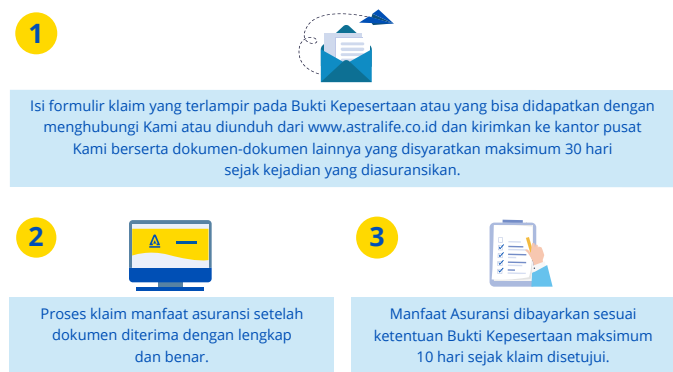 1
Isi formulir klaim yang terlampir pada Bukti Kepesertaan atau yang bisa didapatkan dengan
menghubungi Kami atau diunduh dari www.astralife.co.id dan kirimkan ke kantor pusat
Kami berserta dokumen-dokumen lainnya yang disyaratkan maksimum 30 hari
sejak kejadian yang diasuransikan.
2
Proses klaim manfaat asuransi setelah
dokumen diterima dengan lengkap
dan benar.
3
Manfaat Asuransi dibayarkan sesuai
ketentuan Bukti Kepesertaan maksimum
10 hari sejak klaim disetujui.